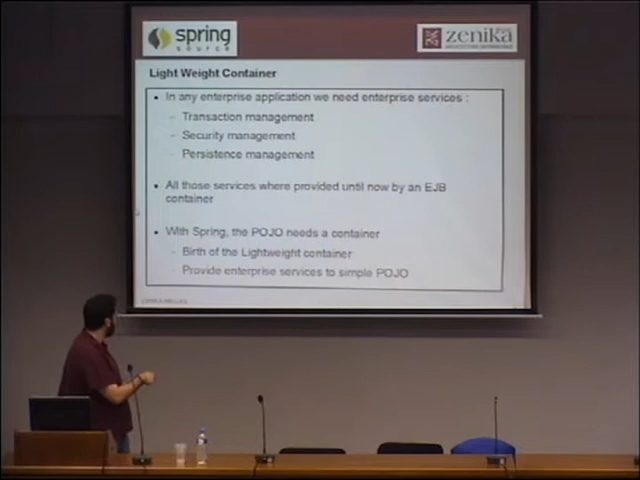 spring
SOURCE
zenika
Light Weight Container
• In any enterprise application we need enterprise services :
– Transaction management
– Security management
– Persistence management
• All those services where provided until now by an EJB
container
• With Spring, the POJO needs a container
– Birth of the Lightweight container
– Provide enterprise services to simple POJO